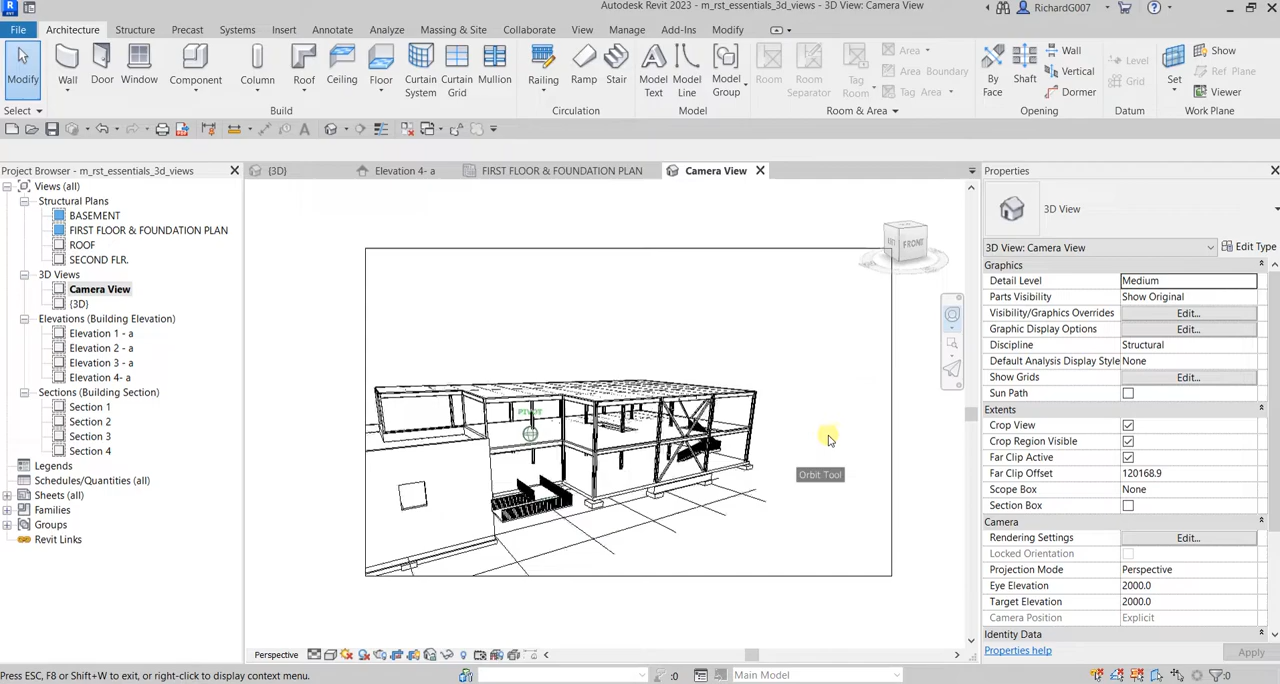 Autodesk Revit 2023 - m_rst_essentials_3d_views - 3D View: Camera View
RichardG007
File Architecture Structure Precast Systems Insert Annotate Analyze Massing & Site Collaborate View Manage Add-Ins Modify
Modify Wall Door Window Component Column Roof Ceiling Floor Curtain System Curtain Grid Mullion Railing Ramp Stair Model Text Model Line Model Group Room Room Separator Tag Room Area Area Boundary Tag Area By Face Shaft Wall Vertical Dormer Level Grid Set Show Ref Plane Viewer
Select Build Circulation Model Room & Area Opening Datum Work Plane
Project Browser - m_rst_essentials_3d_views
{3D} Elevation 4- a FIRST FLOOR & FOUNDATION PLAN Camera View
Views (all)
Structural Plans
BASEMENT
FIRST FLOOR & FOUNDATION PLAN
ROOF
SECOND FLR.
3D Views
Camera View
{3D}
Elevations (Building Elevation)
Elevation 1 - a
Elevation 2 - a
Elevation 3 - a
Elevation 4- a
Sections (Building Section)
Section 1
Section 2
Section 3
Section 4
Legends
Schedules/Quantities (all)
Sheets (all)
Families
Groups
Revit Links
FRONT
PIVOT
Orbit Tool
Properties
3D View
3D View: Camera View Edit Type
Graphics
Detail Level Medium
Parts Visibility Show Original
Visibility/Graphics Overrides Edit...
Graphic Display Options Edit...
Discipline Structural
Default Analysis Display Style None
Show Grids Edit...
Sun Path
Extents
Crop View
Crop Region Visible
Far Clip Active
Far Clip Offset 120168.9
Scope Box None
Section Box
Camera
Rendering Settings Edit...
Locked Orientation
Projection Mode Perspective
Eye Elevation 2000.0
Target Elevation 2000.0
Camera Position Explicit
Identity Data
Properties help Apply
Perspective
Press ESC, F8 or Shift+W to exit, or right-click to display context menu.
:0 Main Model :0